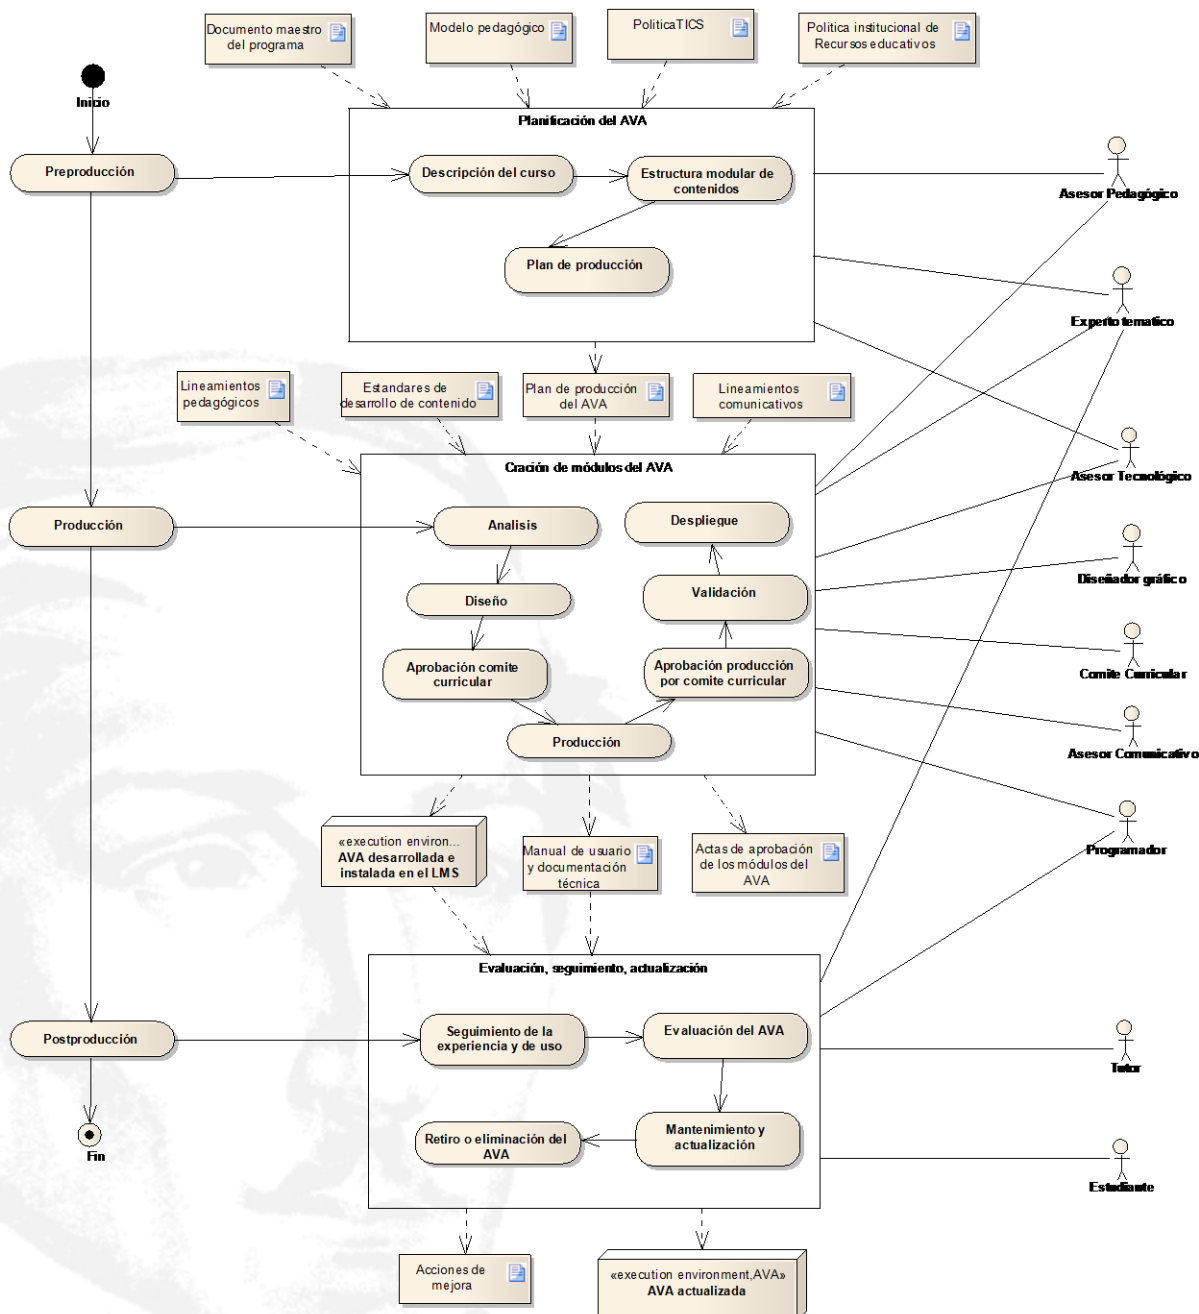 Documento maestro
del programa
Modelo pedagógico
PoliticaTICS
Politica institucional de
Recursos educativos
Inicio
Planificación del AVA
Preproducción
Descripción del curso
Estructura modular de
contenidos
Plan de producción
Asesor Pedagógico
Experto tematico
Lineamientos
pedagógicos
Estandares de
desarrollo de contenido
Plan de producción
del AVA
Lineamientos
comunicativos
Cración de módulos del AVA
Asesor Tecnológico
Producción
Analisis
Despliegue
Diseño
Validación
Diseñador gráfico
Aprobación comite
curricular
Aprobación producción
por comite curricular
Comite Curricular
Producción
Asesor Comunicativo
«execution environ...
AVA desarrollada e
instalada en el LMS
Manual de usuario
y documentación
técnica
Actas de aprobación
de los módulos del
AVA
Programador
Evaluación, seguimiento, actualización
Postproducción
Seguimiento de la
experiencia y de uso
Evaluación del AVA
Tutor
Retiro o eliminación del
AVA
Mantenimiento y
actualización
Fin
Estudiante
Acciones de
mejora
«execution environment,AVA»
AVA actualizada